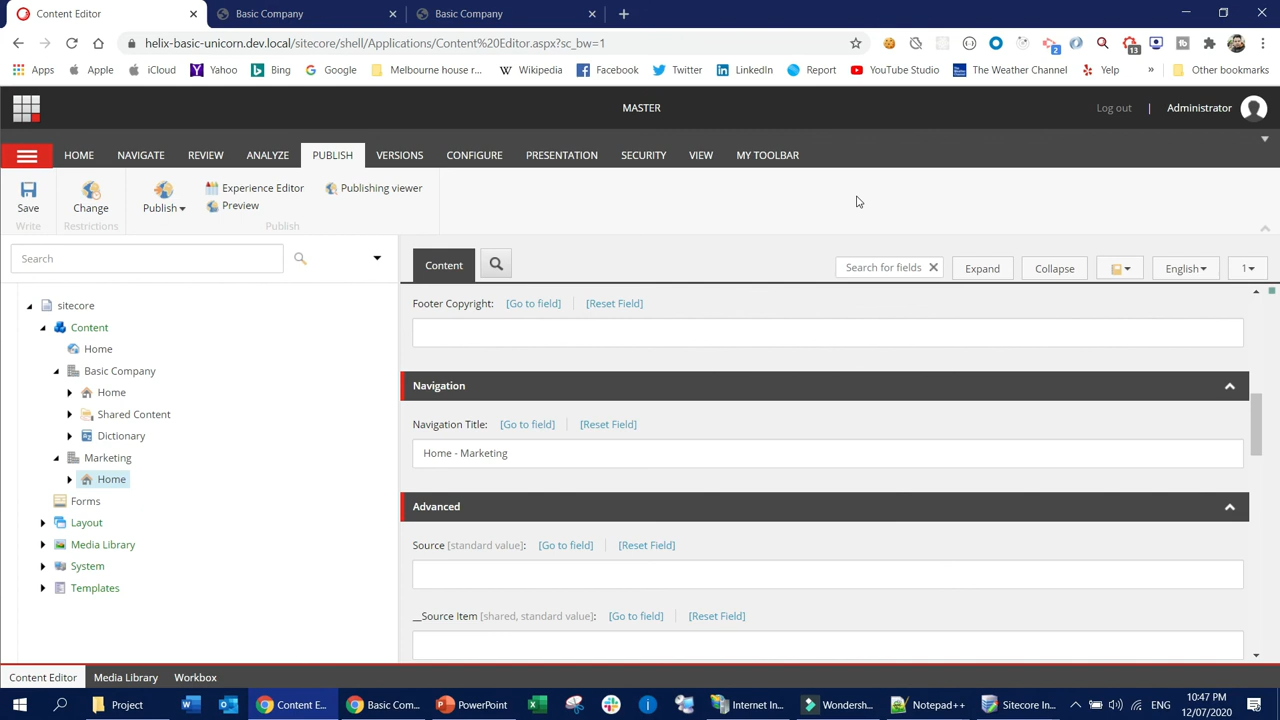 Content Editor
Basic Company
Basic Company
helix-basic-unicorn.dev.local/sitecore/shell/Applications/Content%20Editor.aspx?sc_bw=1
2
13
Apps
Apple
iCloud
Yahoo
Bing
Google
Melbourne house r...
Wikipedia
Facebook
Twitter
LinkedIn
Report
YouTube Studio
The Weather Channel
Yelp
»
Other bookmarks
MASTER
Log out | Administrator
HOME NAVIGATE REVIEW ANALYZE PUBLISH VERSIONS CONFIGURE PRESENTATION SECURITY VIEW MY TOOLBAR
Save
Write
Change
Restrictions
Publish
Experience Editor
Preview
Publishing viewer
Publish
Search
sitecore
Content
Home
Basic Company
Home
Shared Content
Dictionary
Marketing
Home
Forms
Layout
Media Library
System
Templates
Content
Search for fields
Expand
Collapse
English
1
Footer Copyright: [Go to field] [Reset Field]
Navigation
Navigation Title: [Go to field] [Reset Field]
Home - Marketing
Advanced
Source [standard value]: [Go to field] [Reset Field]
__Source Item [shared, standard value]: [Go to field] [Reset Field]
Content Editor
Media Library
Workbox
Project
Content E...
Basic Com...
PowerPoint
Internet In...
Wondersh...
Notepad++
Sitecore In...
ENG
10:47 PM
12/07/2020